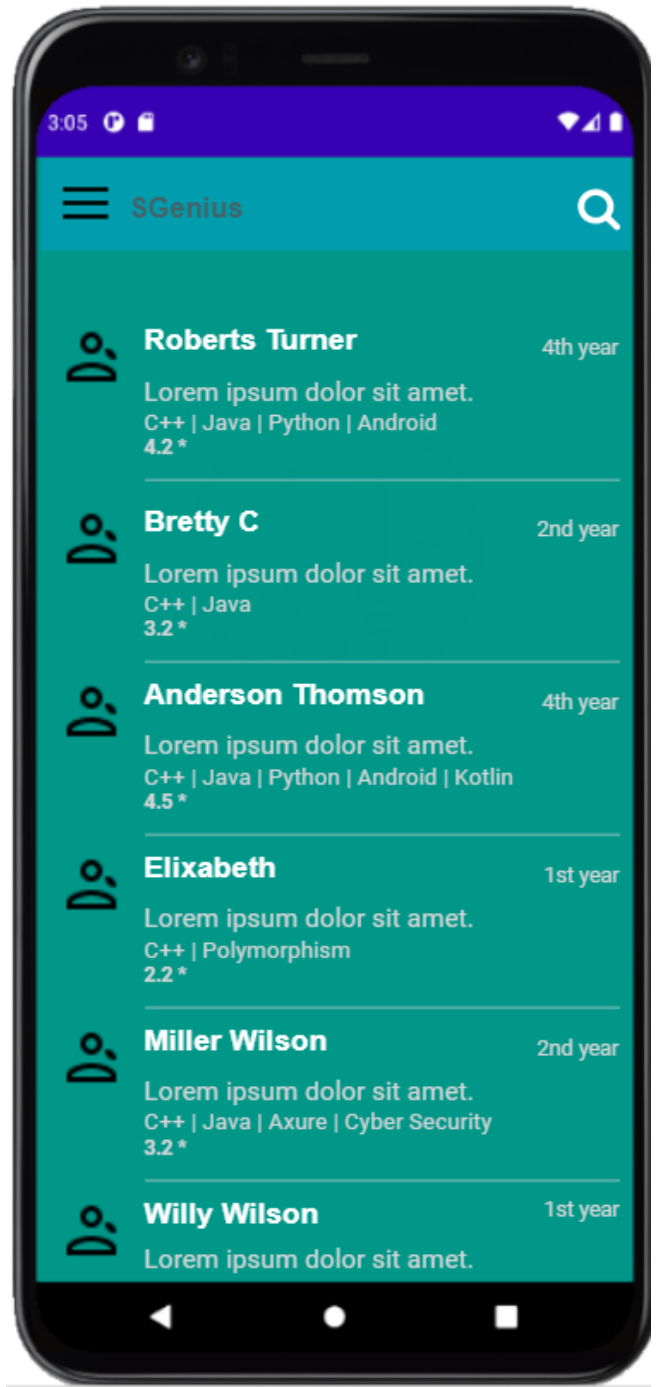 3:05
SGenius
Roberts Turner 4th year
Lorem ipsum dolor sit amet.
C++ | Java | Python | Android
4.2 *
Bretty C 2nd year
Lorem ipsum dolor sit amet.
C++ | Java
3.2 *
Anderson Thomson 4th year
Lorem ipsum dolor sit amet.
C++ | Java | Python | Android | Kotlin
4.5 *
Elixabeth 1st year
Lorem ipsum dolor sit amet.
C++ | Polymorphism
2.2 *
Miller Wilson 2nd year
Lorem ipsum dolor sit amet.
C++ | Java | Axure | Cyber Security
3.2 *
Willy Wilson 1st year
Lorem ipsum dolor sit amet.